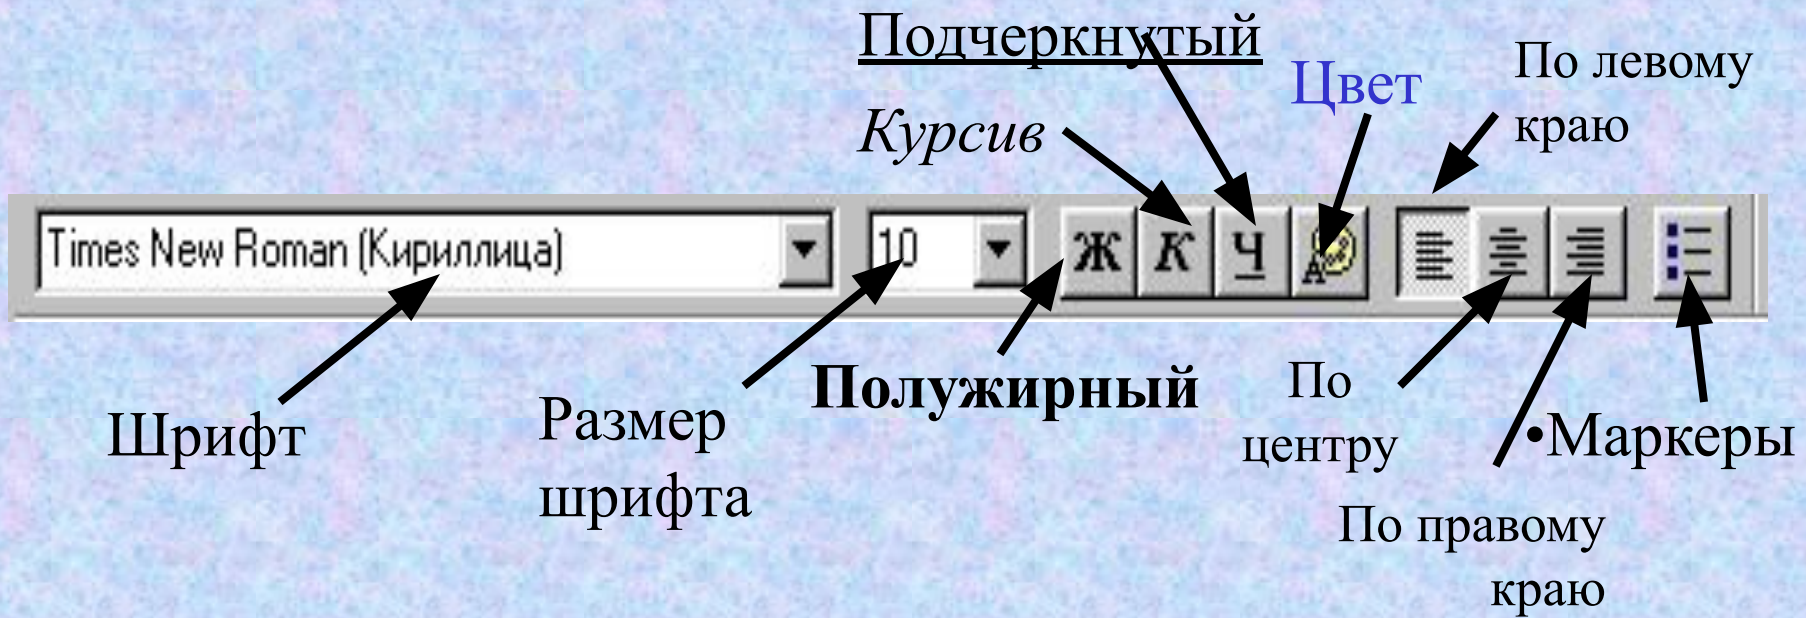 Подчеркнутый
Цвет
По левому
краю
Курсив
Times New Roman (Кириллица)
10
Ж
К
Ч
A
Шрифт
Размер
шрифта
Полужирный
По
центру
•Маркеры
По правому
краю